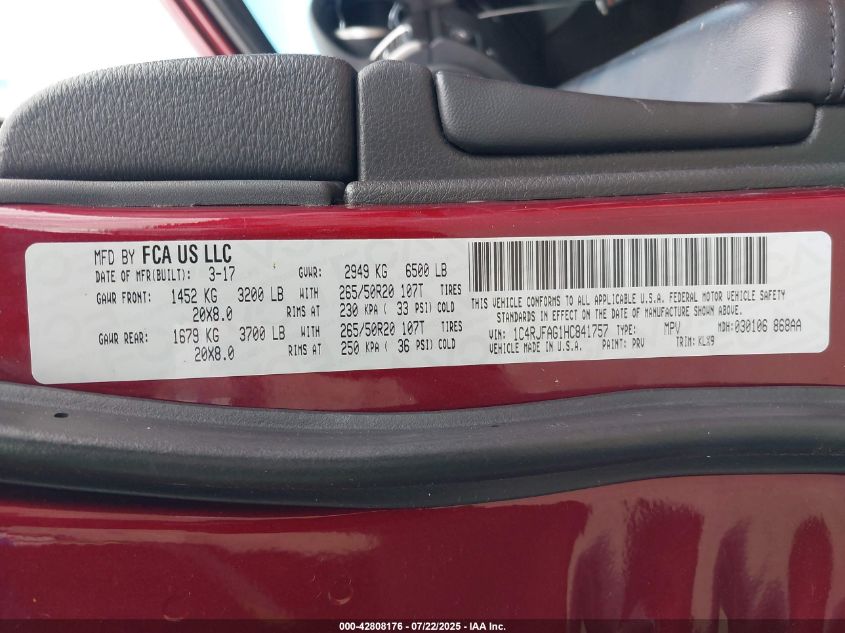 MFD BY FCA US LLC
DATE OF MFR(BUILT): 3-17 GVWR: 2949 KG 6500 LB
GAWR FRONT: 1452 KG 3200 LB WITH 265/50R20 107T TIRES
20X8.0 RIMS AT 230 KPA ( 33 PSI) COLD
GAWR REAR: 1679 KG 3700 LB WITH 265/50R20 107T TIRES
20X8.0 RIMS AT 250 KPA ( 36 PSI) COLD
THIS VEHICLE CONFORMS TO ALL APPLICABLE U.S.A. FEDERAL MOTOR VEHICLE SAFETY
STANDARDS IN EFFECT ON THE DATE OF MANUFACTURE SHOWN ABOVE.
VIN: 1C4RJFAG1HC841757 TYPE: MPV MDH: 030106 868AA
VEHICLE MADE IN U.S.A. PAINT: PRV TRIM: KLX9
000-42808176 - 07/22/2025 - IAA Inc.